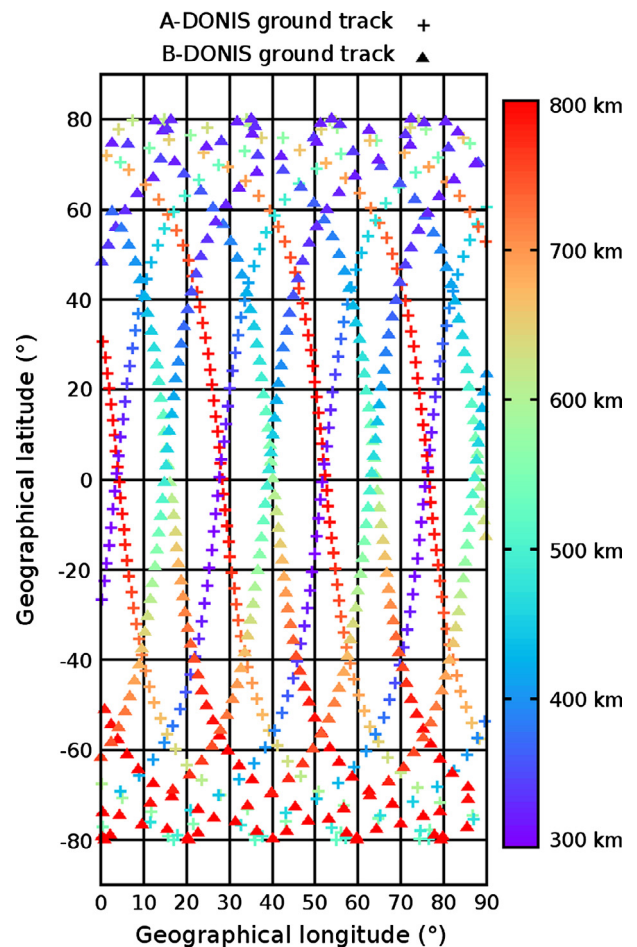 A-DONIS ground track
B-DONIS ground track
80
60
40
20
0
-20
-40
-60
-80
Geographical latitude (°)
0 10 20 30 40 50 60 70 80 90
Geographical longitude (°)
800 km
700 km
600 km
500 km
400 km
300 km